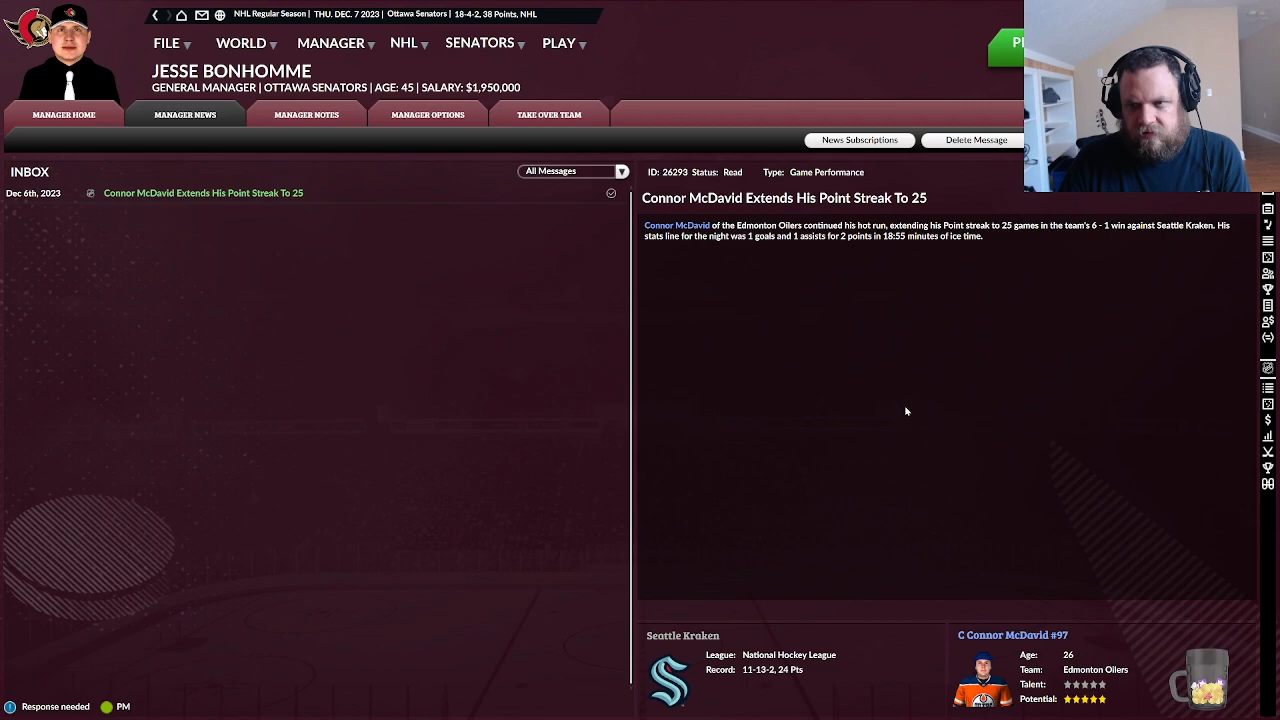 NHL Regular Season | THU. DEC. 7 2023 | Ottawa Senators | 18-4-2, 38 Points, NHL
FILE WORLD MANAGER NHL SENATORS PLAY
JESSE BONHOMME
GENERAL MANAGER | OTTAWA SENATORS | AGE: 45 | SALARY: $1,950,000
MANAGER HOME MANAGER NEWS MANAGER NOTES MANAGER OPTIONS TAKE OVER TEAM
News Subscriptions Delete Message
INBOX All Messages
Dec 6th, 2023 Connor McDavid Extends His Point Streak To 25
ID: 26293 Status: Read Type: Game Performance
Connor McDavid Extends His Point Streak To 25
Connor McDavid of the Edmonton Oilers continued his hot run, extending his Point streak to 25 games in the team's 6 - 1 win against Seattle Kraken. His
stats line for the night was 1 goals and 1 assists for 2 points in 18:55 minutes of ice time.
Seattle Kraken
League: National Hockey League
Record: 11-13-2, 24 Pts
C Connor McDavid #97
Age: 26
Team: Edmonton Oilers
Talent:
Potential:
Response needed PM